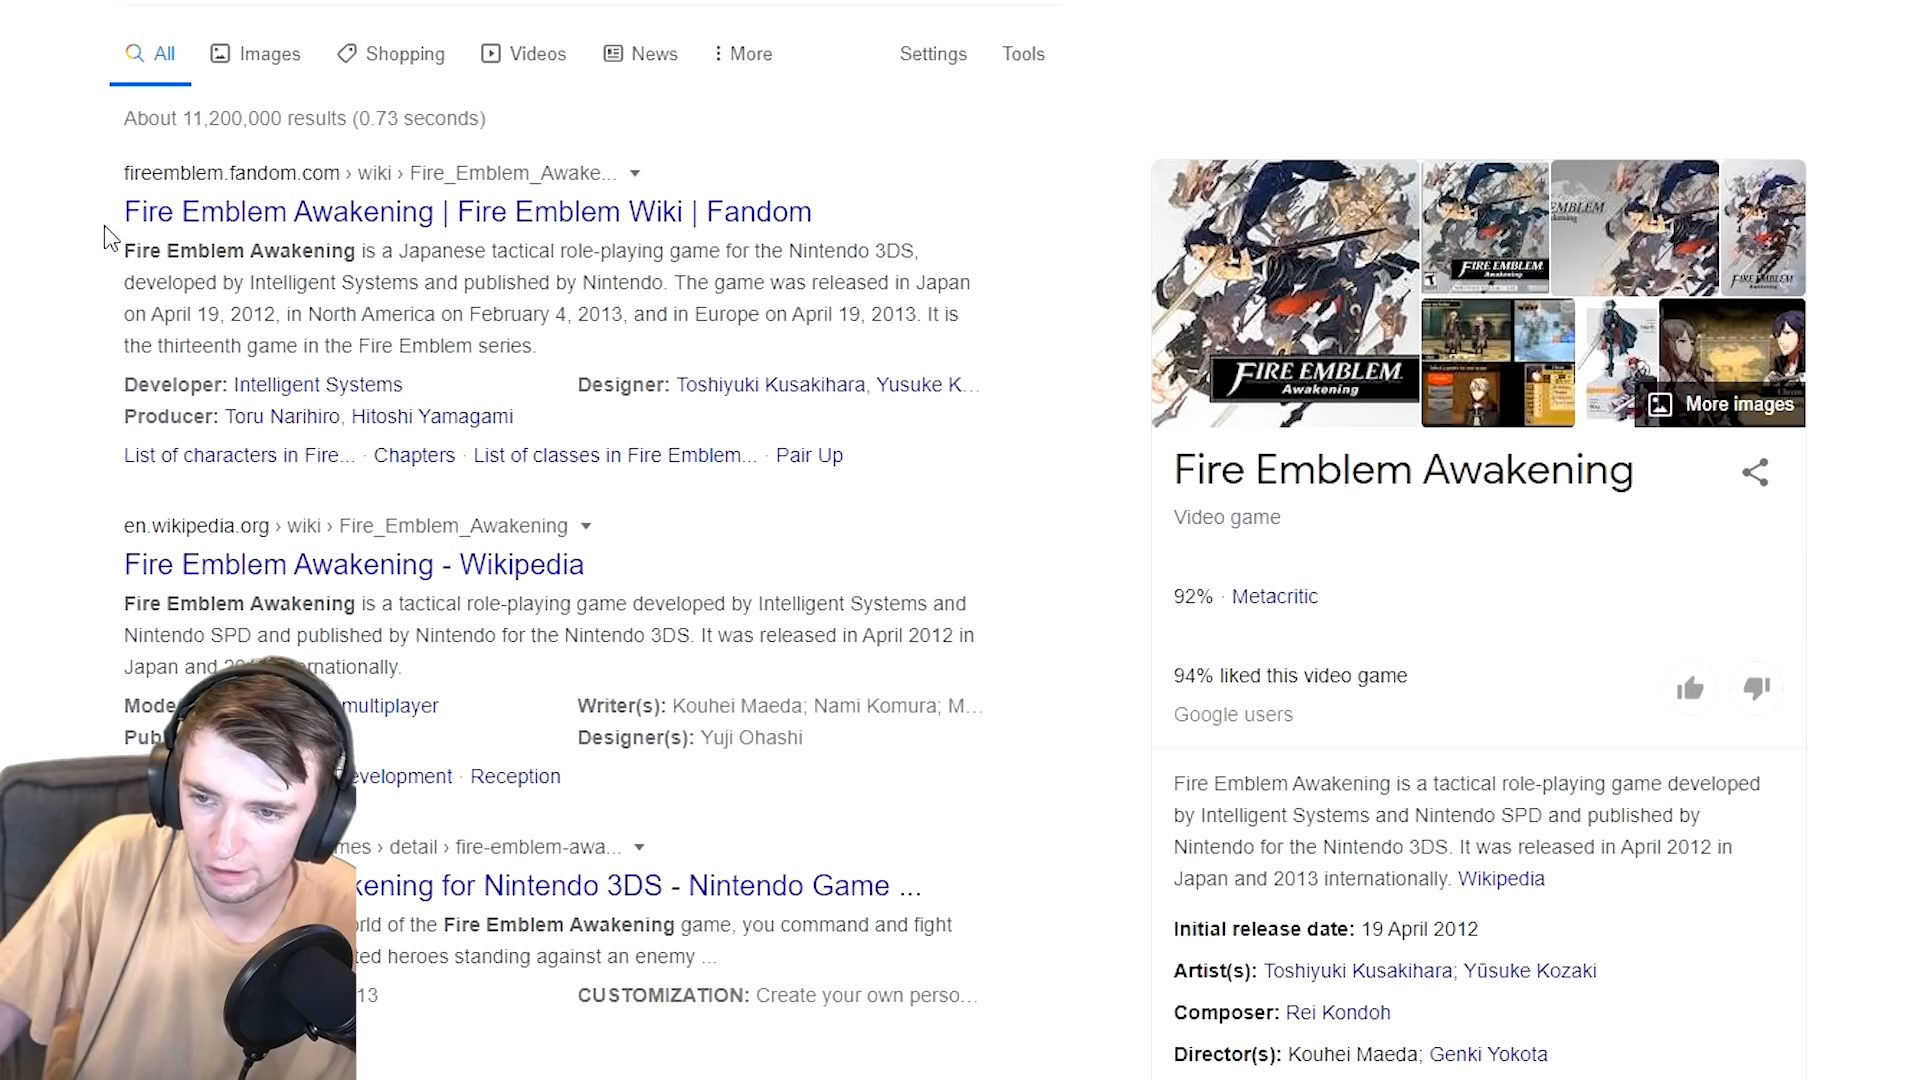 All Images Shopping Videos News More Settings Tools
About 11,200,000 results (0.73 seconds)
fireemblem.fandom.com › wiki › Fire_Emblem_Awake...
Fire Emblem Awakening | Fire Emblem Wiki | Fandom
Fire Emblem Awakening is a Japanese tactical role-playing game for the Nintendo 3DS,
developed by Intelligent Systems and published by Nintendo. The game was released in Japan
on April 19, 2012, in North America on February 4, 2013, and in Europe on April 19, 2013. It is
the thirteenth game in the Fire Emblem series.
Developer: Intelligent Systems Designer: Toshiyuki Kusakihara, Yusuke K...
Producer: Toru Narihiro, Hitoshi Yamagami
List of characters in Fire... · Chapters · List of classes in Fire Emblem... · Pair Up
en.wikipedia.org › wiki › Fire_Emblem_Awakening
Fire Emblem Awakening - Wikipedia
Fire Emblem Awakening is a tactical role-playing game developed by Intelligent Systems and
Nintendo SPD and published by Nintendo for the Nintendo 3DS. It was released in April 2012 in
Japan and
multiplayer Writer(s): Kouhei Maeda; Nami Komura; M...
Designer(s): Yuji Ohashi
Reception
› detail › fire-emblem-awa...
for Nintendo 3DS - Nintendo Game ...
of the Fire Emblem Awakening game, you command and fight
heroes standing against an enemy ...
13 CUSTOMIZATION: Create your own perso...
FIRE EMBLEM
Awakening
FIRE EMBLEM
Awakening
FIRE EMBLEM
Awakening
More images
Fire Emblem Awakening
Video game
92% · Metacritic
94% liked this video game
Google users
Fire Emblem Awakening is a tactical role-playing game developed
by Intelligent Systems and Nintendo SPD and published by
Nintendo for the Nintendo 3DS. It was released in April 2012 in
Japan and 2013 internationally. Wikipedia
Initial release date: 19 April 2012
Artist(s): Toshiyuki Kusakihara; Yūsuke Kozaki
Composer: Rei Kondoh
Director(s): Kouhei Maeda; Genki Yokota